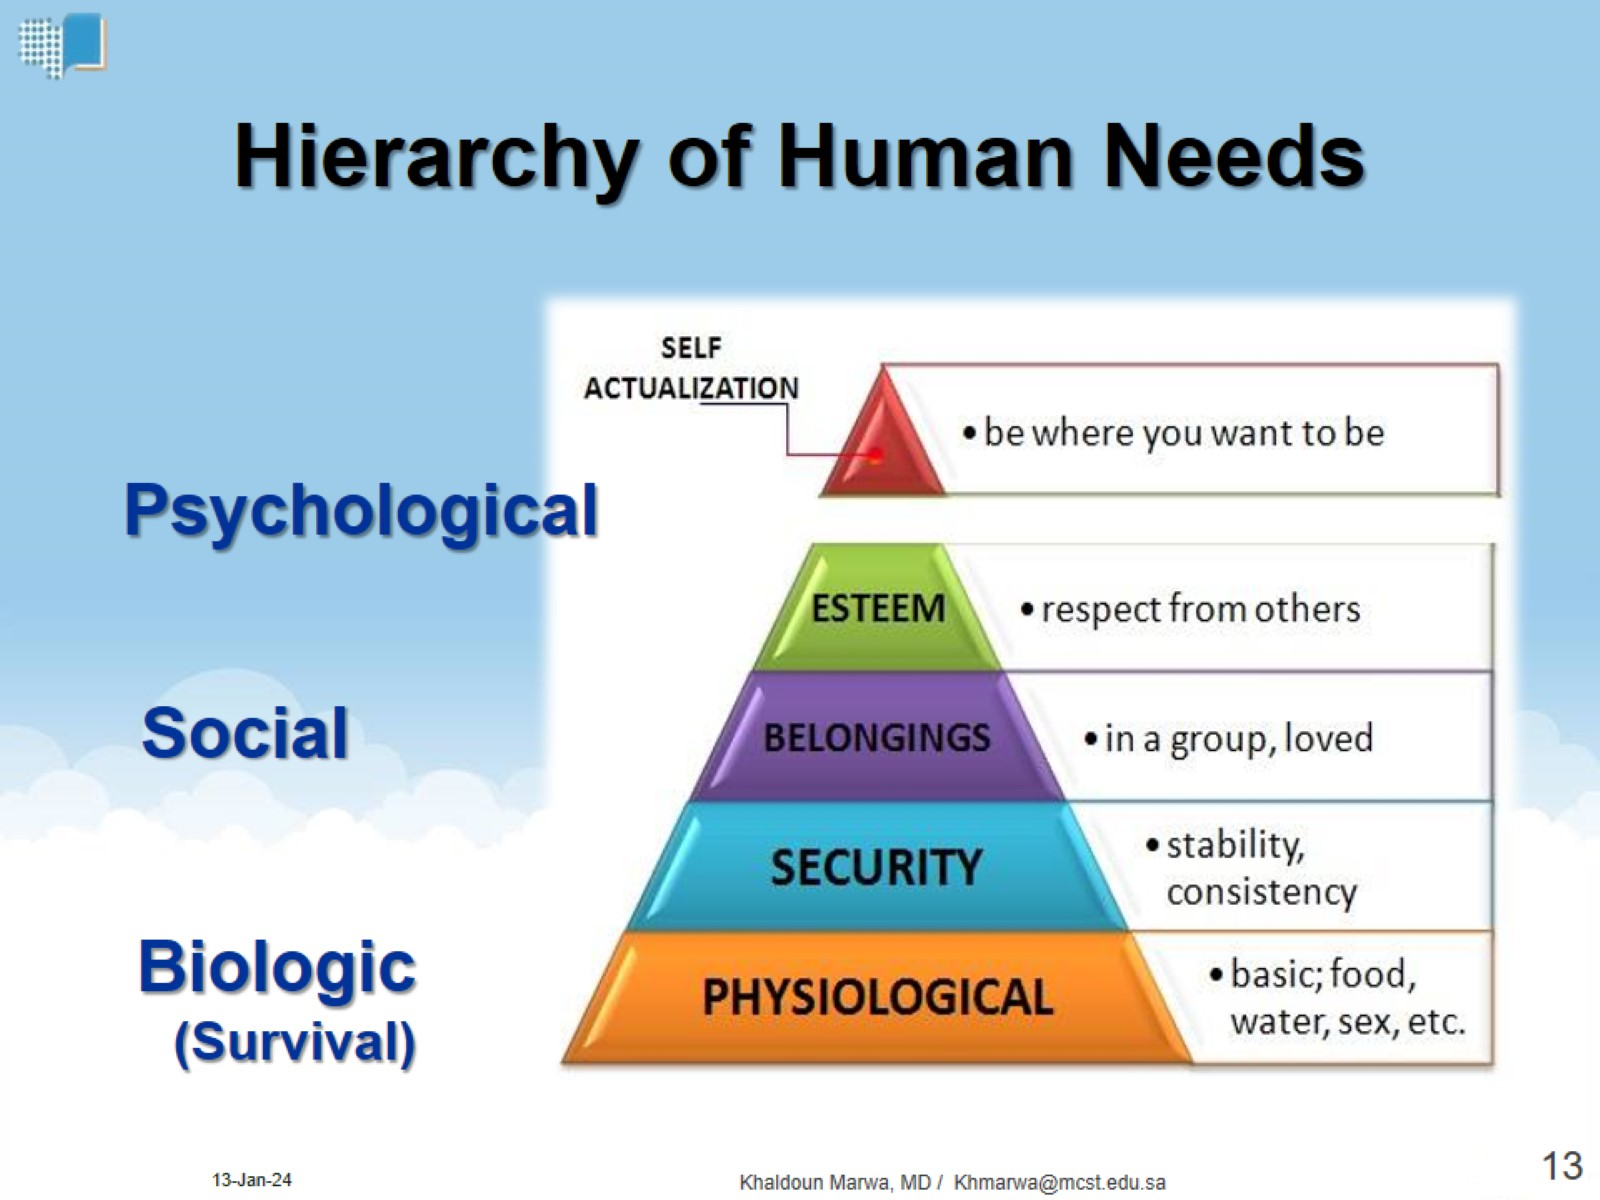 Hierarchy of Human Needs
SELF
ACTUALIZATION
• be where you want to be
Psychological
ESTEEM
• respect from others
Social
BELONGINGS
• in a group, loved
SECURITY
• stability,
consistency
Biologic
(Survival)
PHYSIOLOGICAL
• basic; food,
water, sex, etc.
13-Jan-24
Khaldoun Marwa, MD / Khmarwa@mcst.edu.sa
13